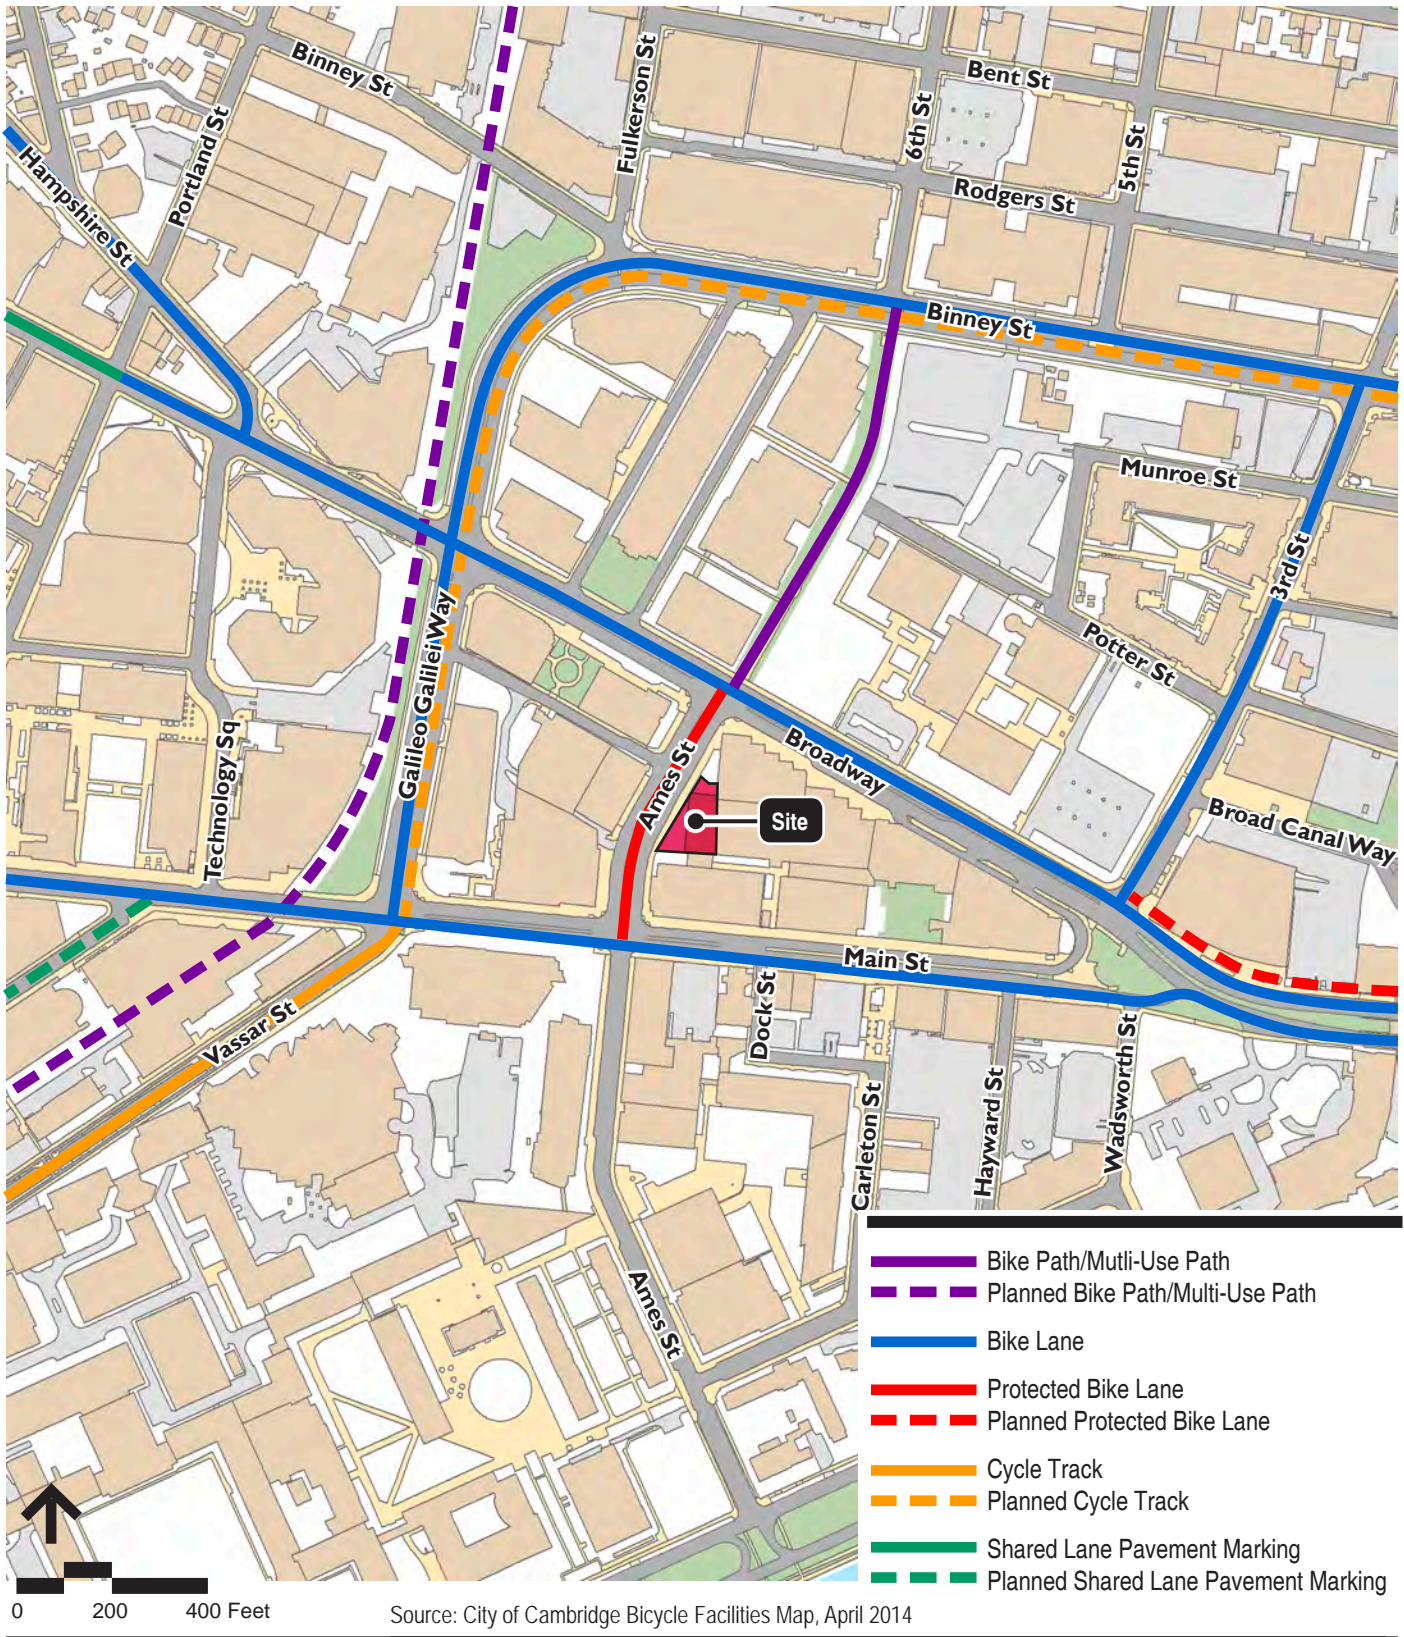 Binney St
Bent St
Fulkerson St
6th St
5th St
Portland St
Rodgers St
Hampshire St
Binney St
Munroe St
3rd St
Galileo Galilei Way
Potter St
Technology Sq
Ames St
Broadway
Site
Broad Canal Way
Main St
Dock St
Vassar St
Wadsworth St
Hayward St
Carleton St
Ames St
Bike Path/Mutli-Use Path
Planned Bike Path/Multi-Use Path
Bike Lane
Protected Bike Lane
Planned Protected Bike Lane
Cycle Track
Planned Cycle Track
Shared Lane Pavement Marking
Planned Shared Lane Pavement Marking
0 200 400 Feet
Source: City of Cambridge Bicycle Facilities Map, April 2014